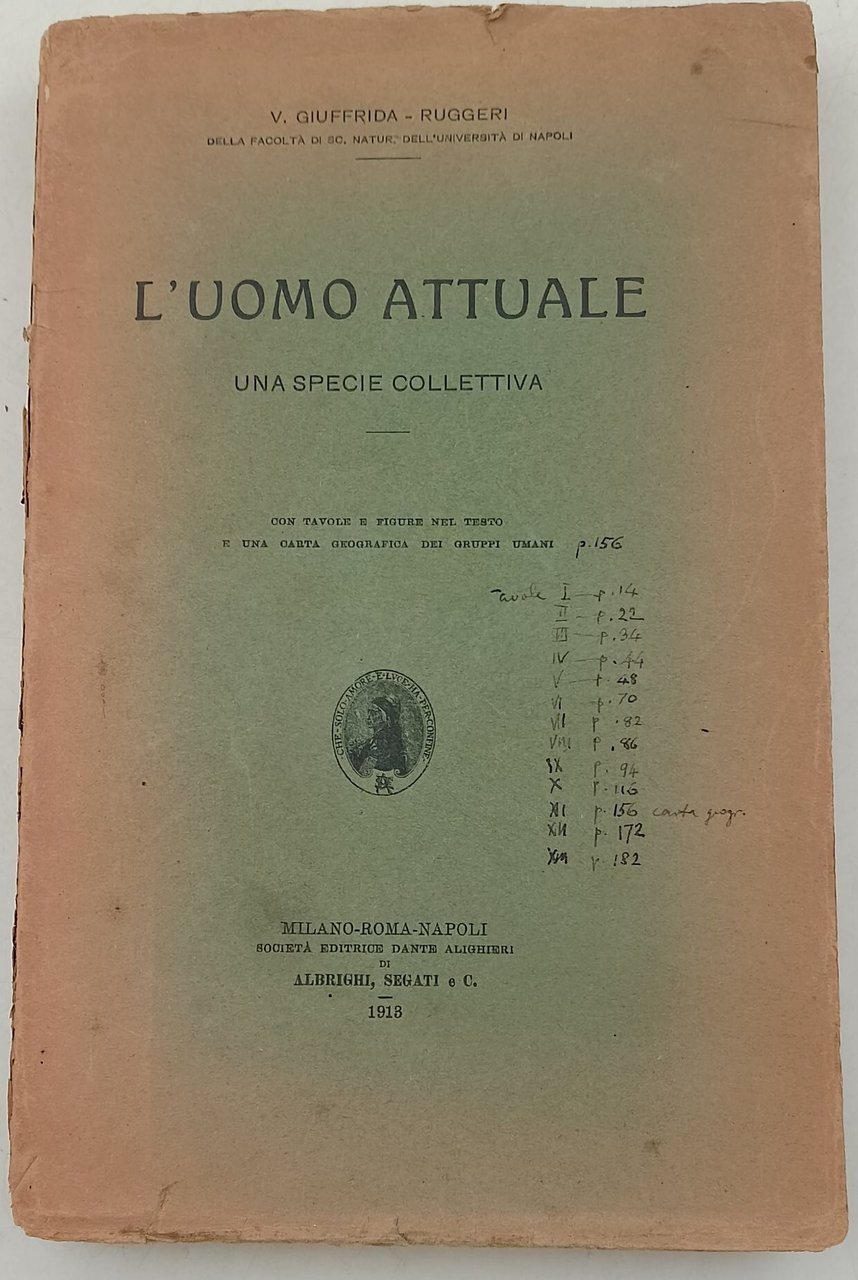 V. GIUFFRIDA - RUGGERI
DELLA FACOLTÀ DI SC. NATUR. DELL'UNIVERSITÀ DI NAPOLI
L'UOMO ATTUALE
UNA SPECIE COLLETTIVA
CON TAVOLE E FIGURE NEL TESTO
E UNA CARTA GEOGRAFICA DEI GRUPPI UMANI p. 156
Tavole I — p. 14
II — p. 22
III — p. 34
IV — p. 44
V — p. 48
VI p. 70
VII p. 82
VIII p. 86
IX p. 94
X p. 116
XI p. 156 carta geogr.
XII p. 172
XIII p. 182
CHE·SOLO·AMORE·E·LVCE·HA·PER·CONFINE
MILANO-ROMA-NAPOLI
SOCIETÀ EDITRICE DANTE ALIGHIERI
DI
ALBRIGHI, SEGATI e C.
1913